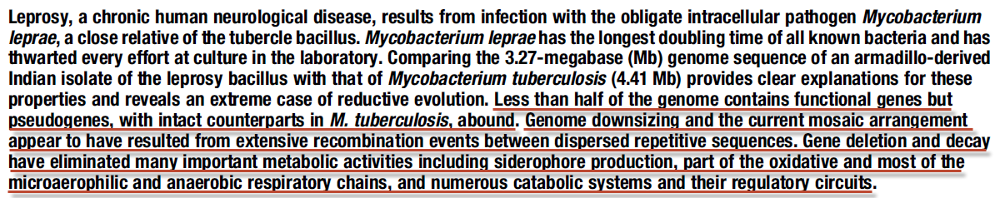 Leprosy, a chronic human neurological disease, results from infection with the obligate intracellular pathogen Mycobacterium
leprae, a close relative of the tubercle bacillus. Mycobacterium leprae has the longest doubling time of all known bacteria and has
thwarted every effort at culture in the laboratory. Comparing the 3.27-megabase (Mb) genome sequence of an armadillo-derived
Indian isolate of the leprosy bacillus with that of Mycobacterium tuberculosis (4.41 Mb) provides clear explanations for these
properties and reveals an extreme case of reductive evolution. Less than half of the genome contains functional genes but
pseudogenes, with intact counterparts in M. tuberculosis, abound. Genome downsizing and the current mosaic arrangement
appear to have resulted from extensive recombination events between dispersed repetitive sequences. Gene deletion and decay
have eliminated many important metabolic activities including siderophore production, part of the oxidative and most of the
microaerophilic and anaerobic respiratory chains, and numerous catabolic systems and their regulatory circuits.